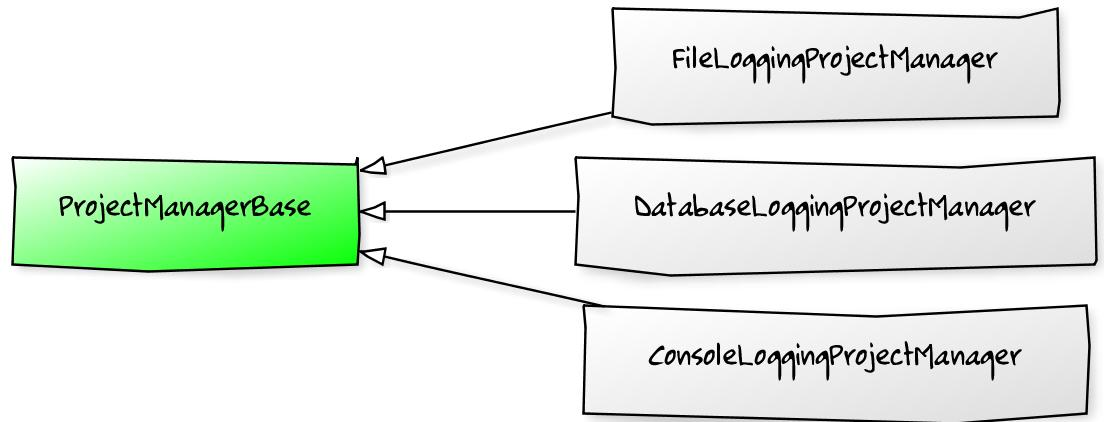 FileLoggingProjectManager
ProjectManagerBase
DatabaseLoggingProjectManager
ConsoleLoggingProjectManager